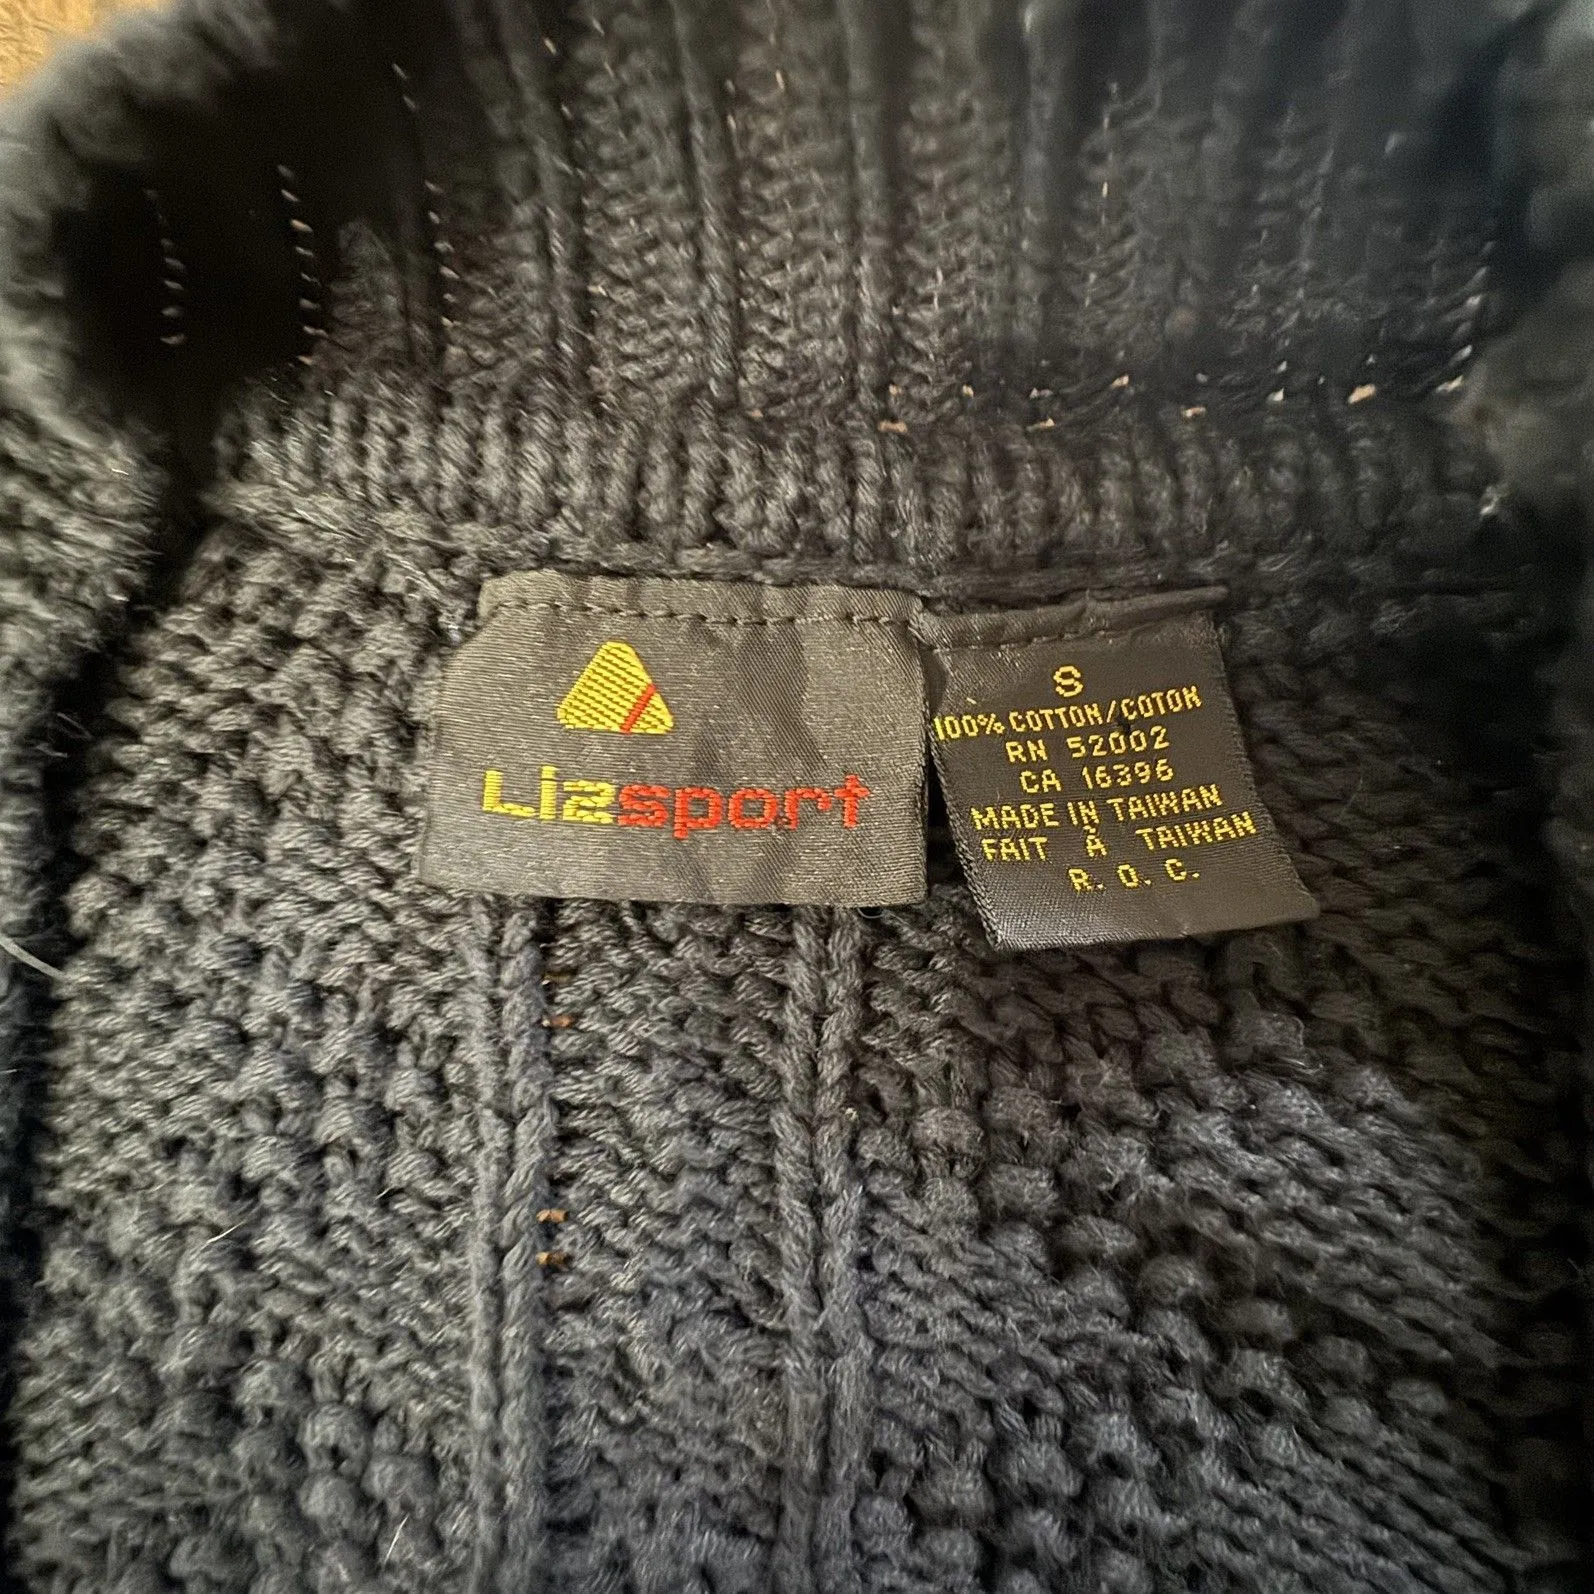 Lizsport
S
100% COTTON/COTON
RN 52002
CA 16396
MADE IN TAIWAN
FAIT À TAIWAN
R. O. C.